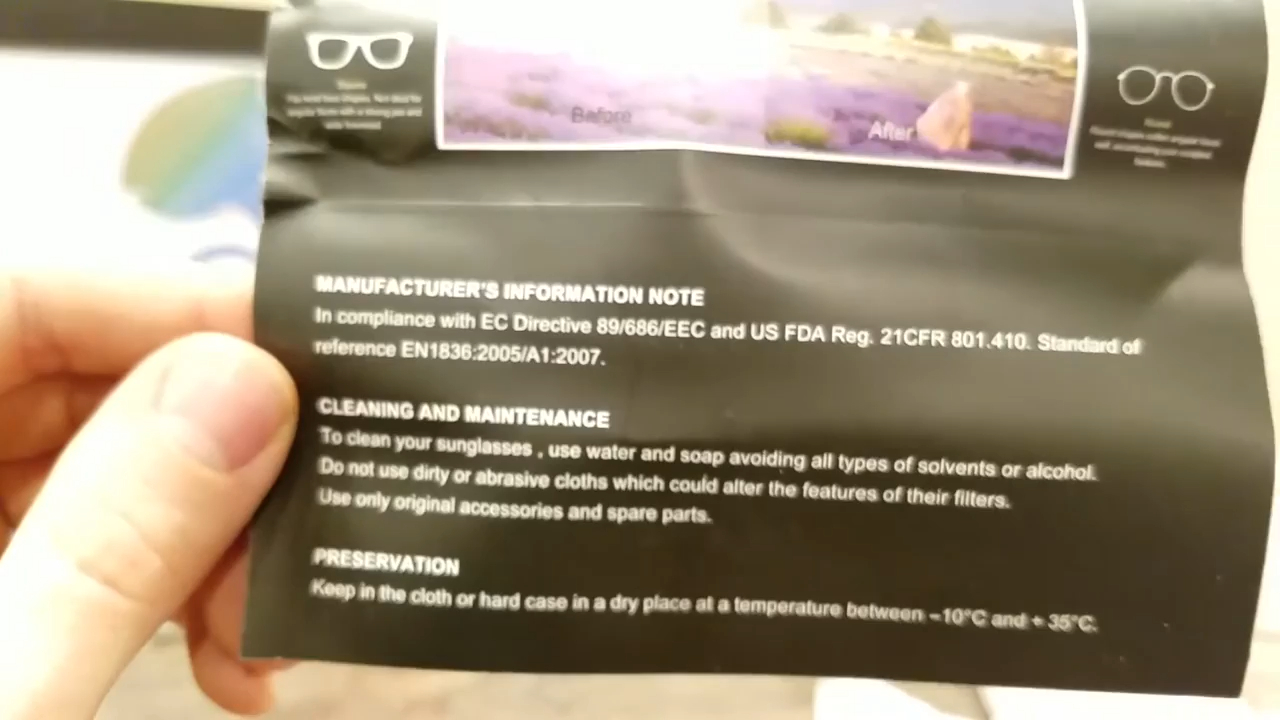 Before
After
MANUFACTURER'S INFORMATION NOTE
In compliance with EC Directive 89/686/EEC and US FDA Reg. 21CFR 801.410. Standard of
reference EN1836:2005/A1:2007.
CLEANING AND MAINTENANCE
To clean your sunglasses , use water and soap avoiding all types of solvents or alcohol.
Do not use dirty or abrasive cloths which could alter the features of their filters.
Use only original accessories and spare parts.
PRESERVATION
Keep in the cloth or hard case in a dry place at a temperature between -10°C and + 35°C.